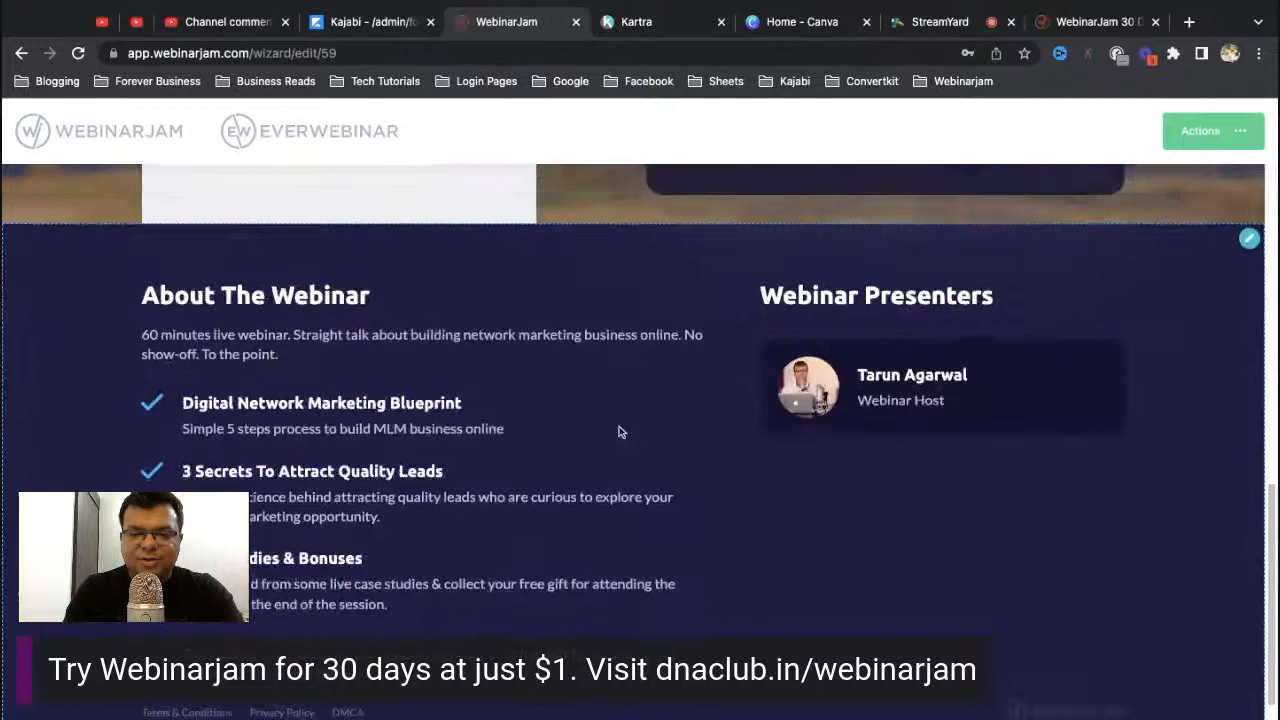 Channel commen
Kajabi - /admin/fo
WebinarJam
Kartra
Home - Canva
StreamYard
WebinarJam 30 D
app.webinarjam.com/wizard/edit/59
Blogging
Forever Business
Business Reads
Tech Tutorials
Login Pages
Google
Facebook
Sheets
Kajabi
Convertkit
Webinarjam
WEBINARJAM
EVERWEBINAR
Actions
About The Webinar
60 minutes live webinar. Straight talk about building network marketing business online. No
show-off. To the point.
Digital Network Marketing Blueprint
Simple 5 steps process to build MLM business online
3 Secrets To Attract Quality Leads
cience behind attracting quality leads who are curious to explore your
arketing opportunity.
dies & Bonuses
d from some live case studies & collect your free gift for attending the
the end of the session.
Webinar Presenters
Tarun Agarwal
Webinar Host
Try Webinarjam for 30 days at just $1. Visit dnaclub.in/webinarjam
Terms & Conditions
Privacy Policy
DMCA